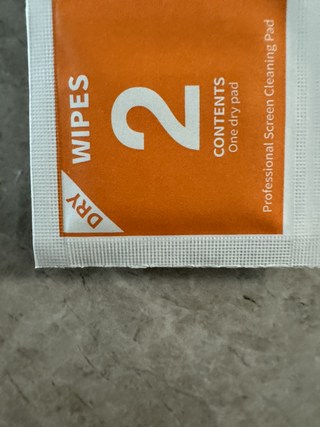 WIPES
DRY
2
CONTENTS
One dry pad
Professional Screen Cleaning Pad